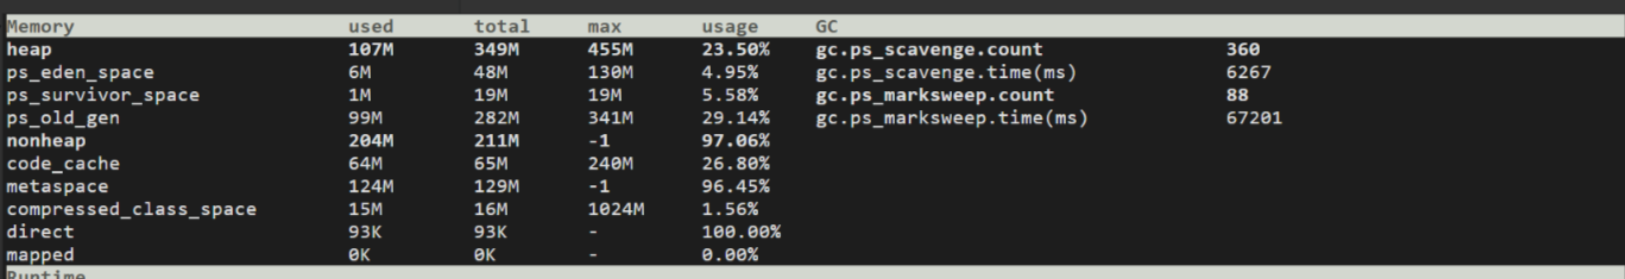 Memory used total max usage GC
heap 107M 349M 455M 23.50% gc.ps_scavenge.count 360
ps_eden_space 6M 48M 130M 4.95% gc.ps_scavenge.time(ms) 6267
ps_survivor_space 1M 19M 19M 5.58% gc.ps_marksweep.count 88
ps_old_gen 99M 282M 341M 29.14% gc.ps_marksweep.time(ms) 67201
nonheap 204M 211M -1 97.06%
code_cache 64M 65M 240M 26.80%
metaspace 124M 129M -1 96.45%
compressed_class_space 15M 16M 1024M 1.56%
direct 93K 93K - 100.00%
mapped 0K 0K - 0.00%
Runtime